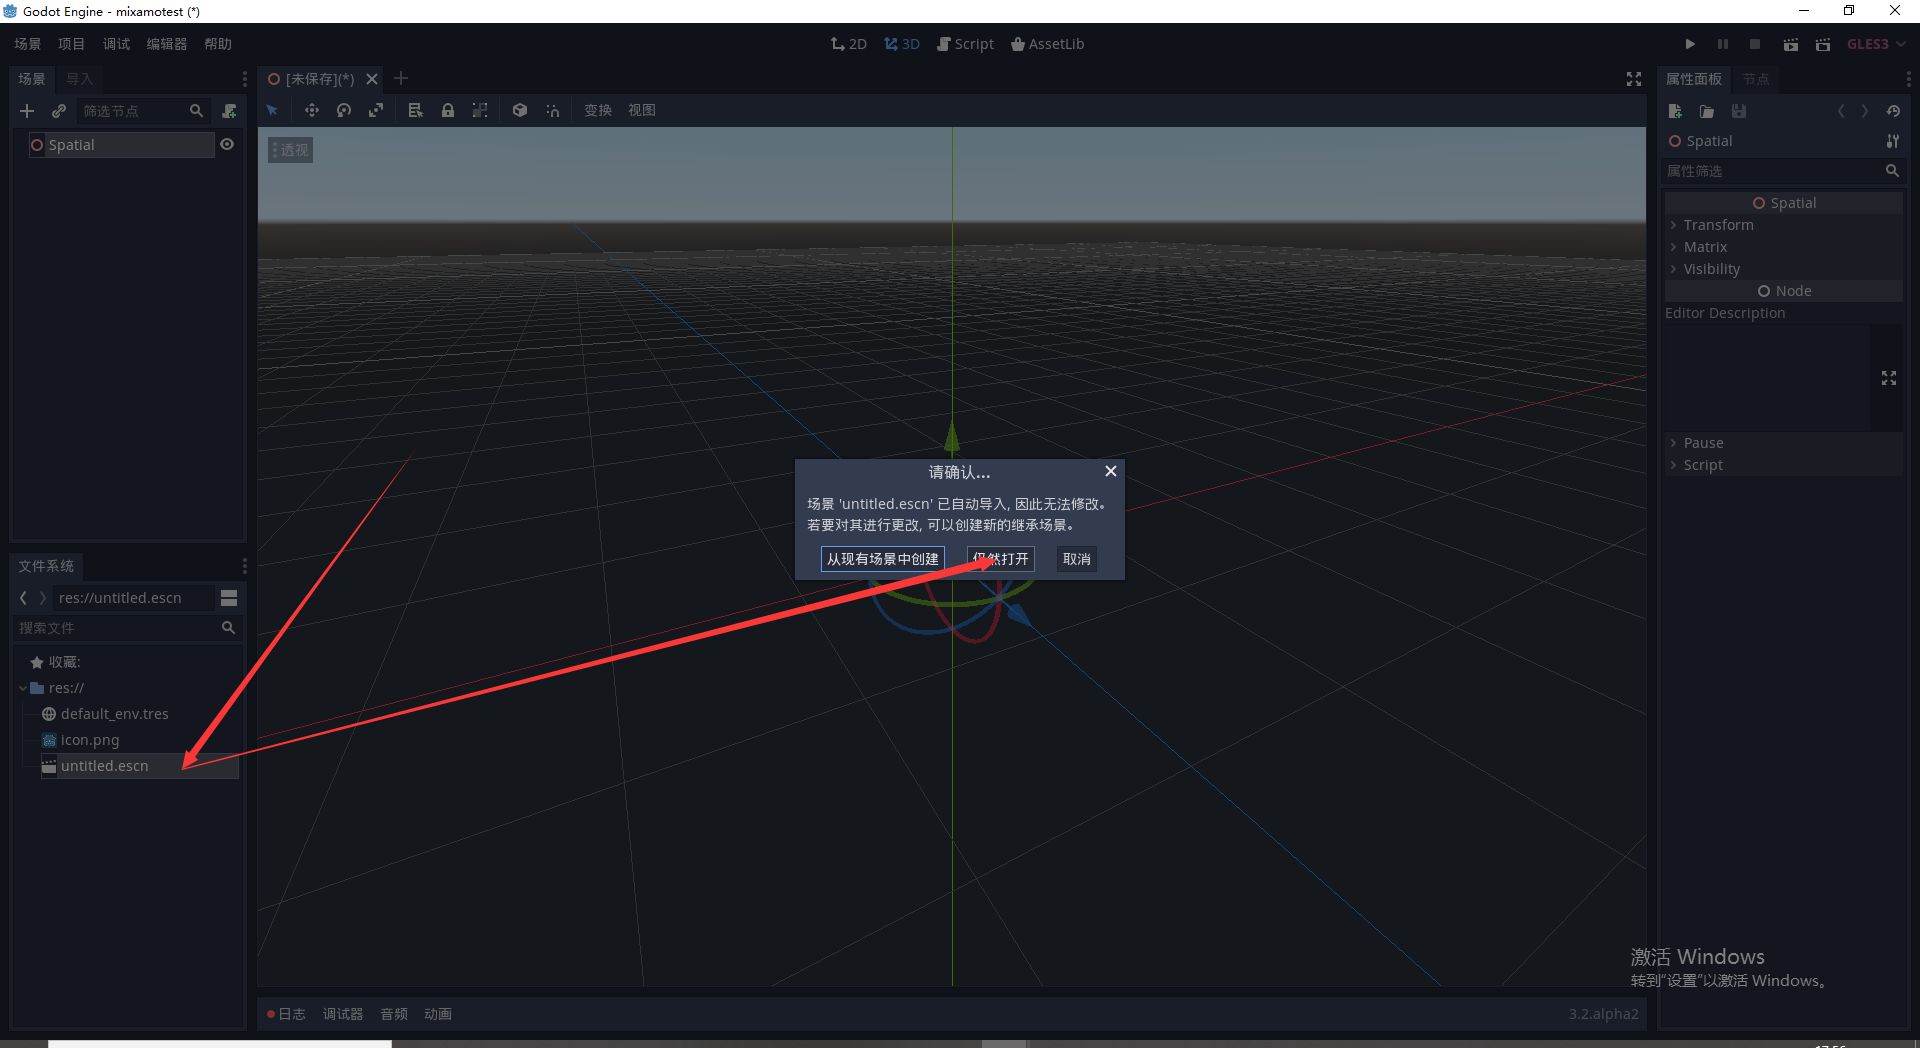 Godot Engine - mixamotest (*)
场景 项目 调试 编辑器 帮助
2D 3D Script AssetLib
GLES3
场景 导入
[未保存](*)
属性面板 节点
筛选节点
变换 视图
Spatial
透视
Spatial
属性筛选
Spatial
Transform
Matrix
Visibility
Node
Editor Description
Pause
Script
请确认...
场景 'untitled.escn' 已自动导入, 因此无法修改。
若要对其进行更改, 可以创建新的继承场景。
从现有场景中创建 仍然打开 取消
文件系统
res://untitled.escn
搜索文件
收藏:
res://
default_env.tres
icon.png
untitled.escn
激活 Windows
转到"设置"以激活 Windows。
日志 调试器 音频 动画
3.2.alpha2